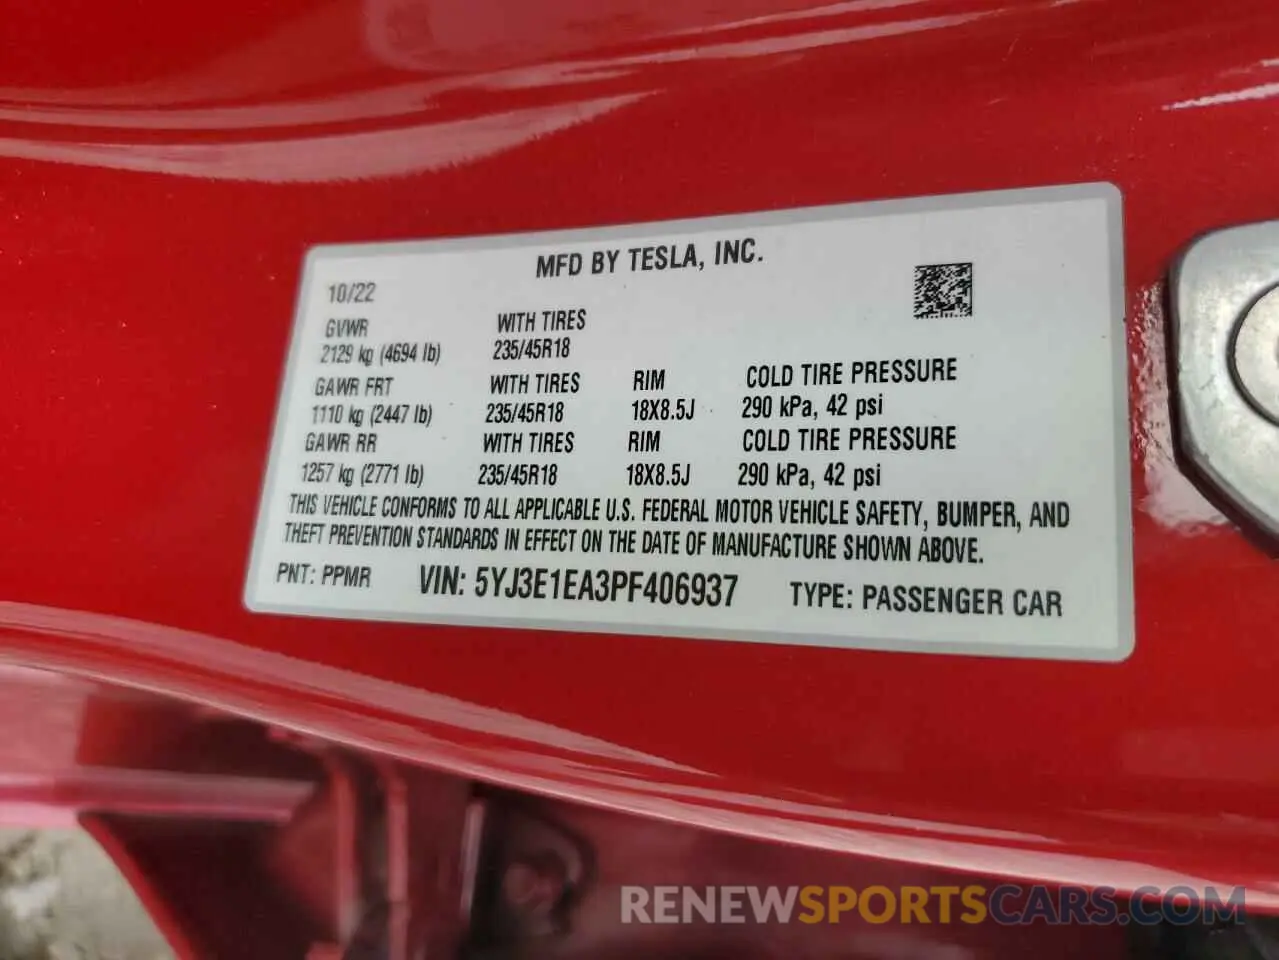 MFD BY TESLA, INC.
10/22
GVWR WITH TIRES
2129 kg (4694 lb) 235/45R18
GAWR FRT WITH TIRES RIM COLD TIRE PRESSURE
1110 kg (2447 lb) 235/45R18 18X8.5J 290 kPa, 42 psi
GAWR RR WITH TIRES RIM COLD TIRE PRESSURE
1257 kg (2771 lb) 235/45R18 18X8.5J 290 kPa, 42 psi
THIS VEHICLE CONFORMS TO ALL APPLICABLE U.S. FEDERAL MOTOR VEHICLE SAFETY, BUMPER, AND
THEFT PREVENTION STANDARDS IN EFFECT ON THE DATE OF MANUFACTURE SHOWN ABOVE.
PNT: PPMR VIN: 5YJ3E1EA3PF406937 TYPE: PASSENGER CAR
RENEWSPORTSCARS.COM